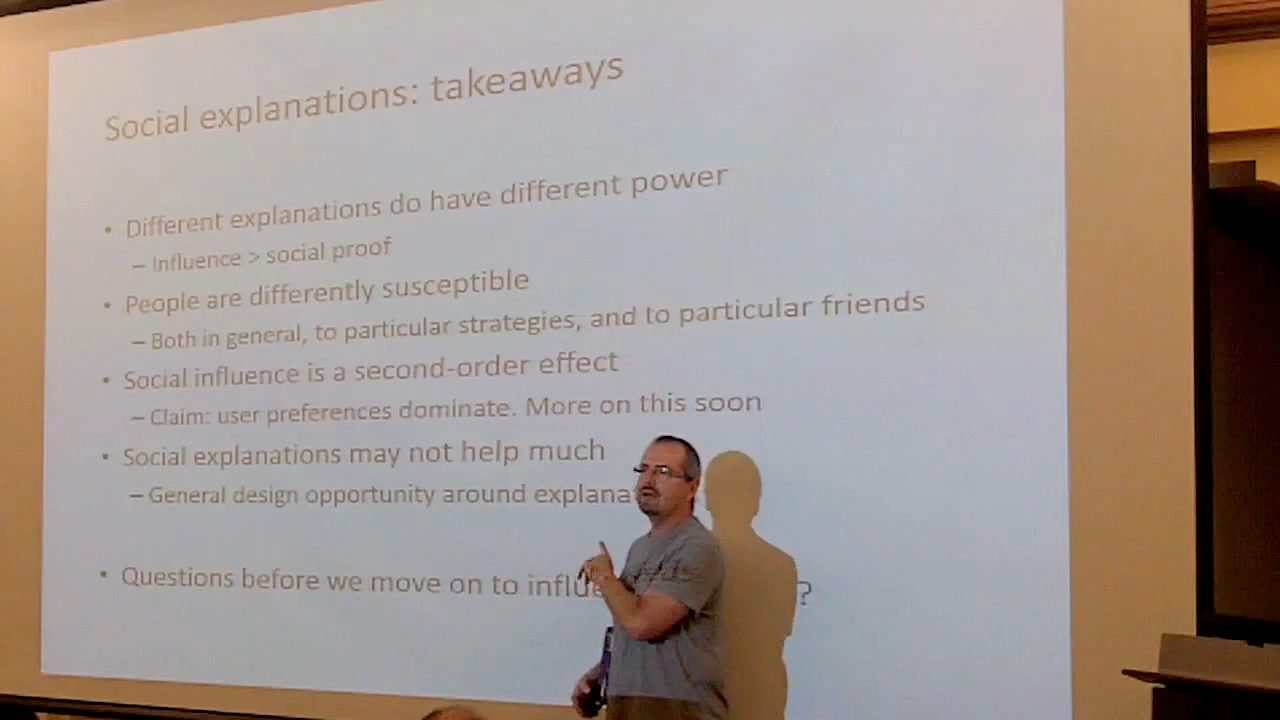 Social explanations: takeaways
• Different explanations do have different power
– Influence > social proof
• People are differently susceptible
– Both in general, to particular strategies, and to particular friends
• Social influence is a second-order effect
– Claim: user preferences dominate. More on this soon
• Social explanations may not help much
– General design opportunity around
• Questions before we move on to ?